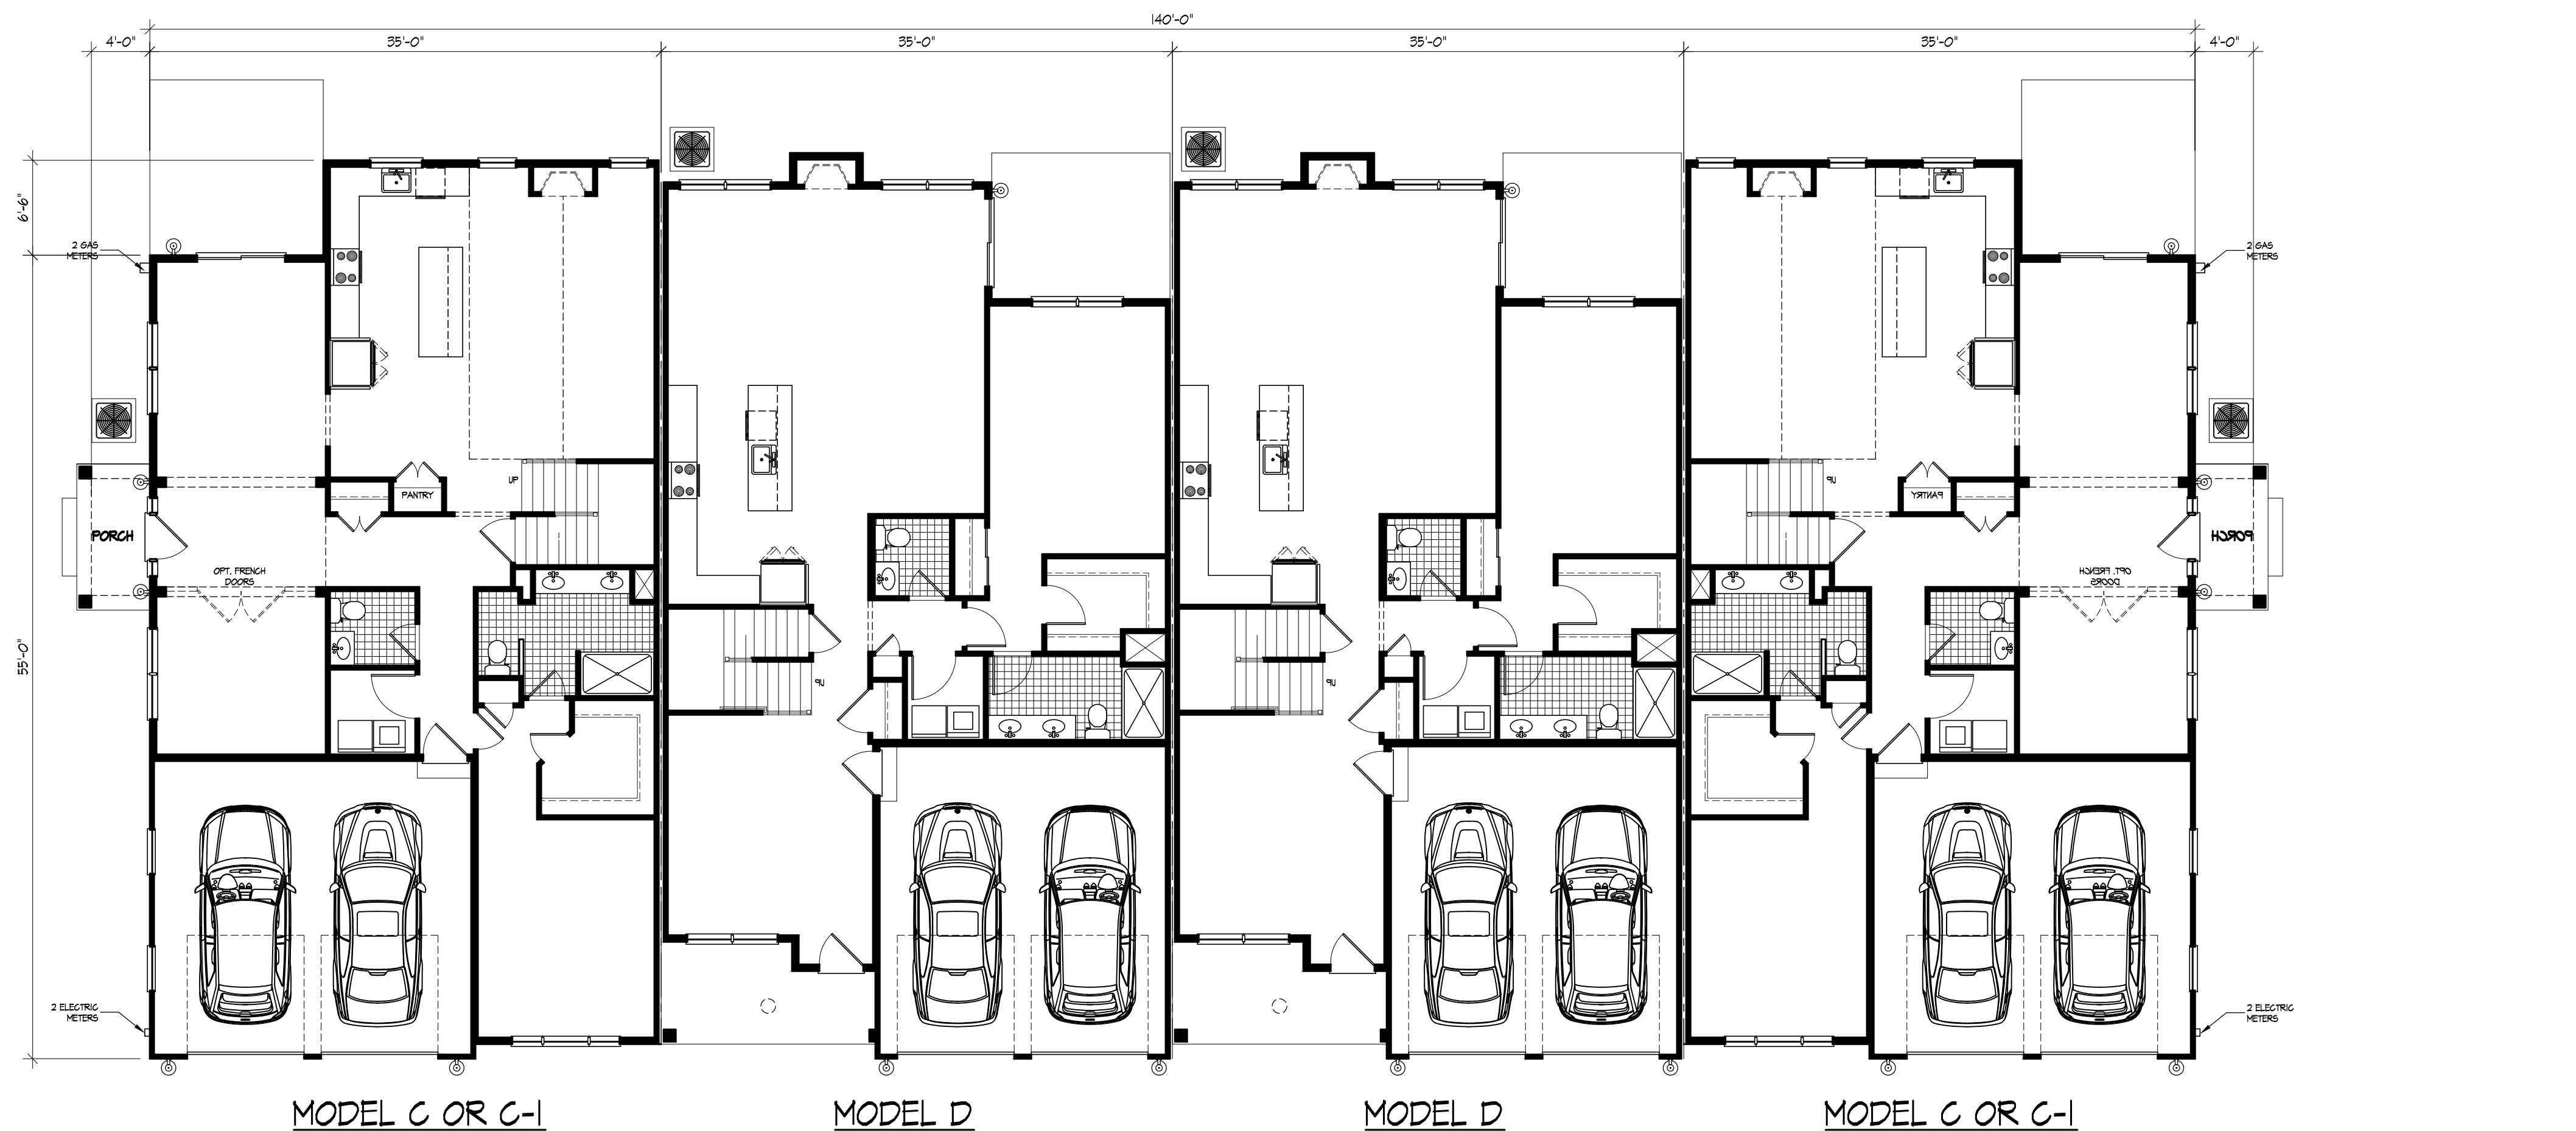 140'-0"
4'-0" 35'-0" 35'-0" 35'-0" 35'-0" 4'-0"
6'-6"
2 GAS
METERS
2 GAS
METERS
UP
PANTRY
UP
PANTRY
PORCH
PORCH
OPT. FRENCH
DOORS
OPT. FRENCH
DOORS
55'-0"
UP
UP
2 ELECTRIC
METERS
2 ELECTRIC
METERS
MODEL C OR C-1
MODEL D
MODEL D
MODEL C OR C-1